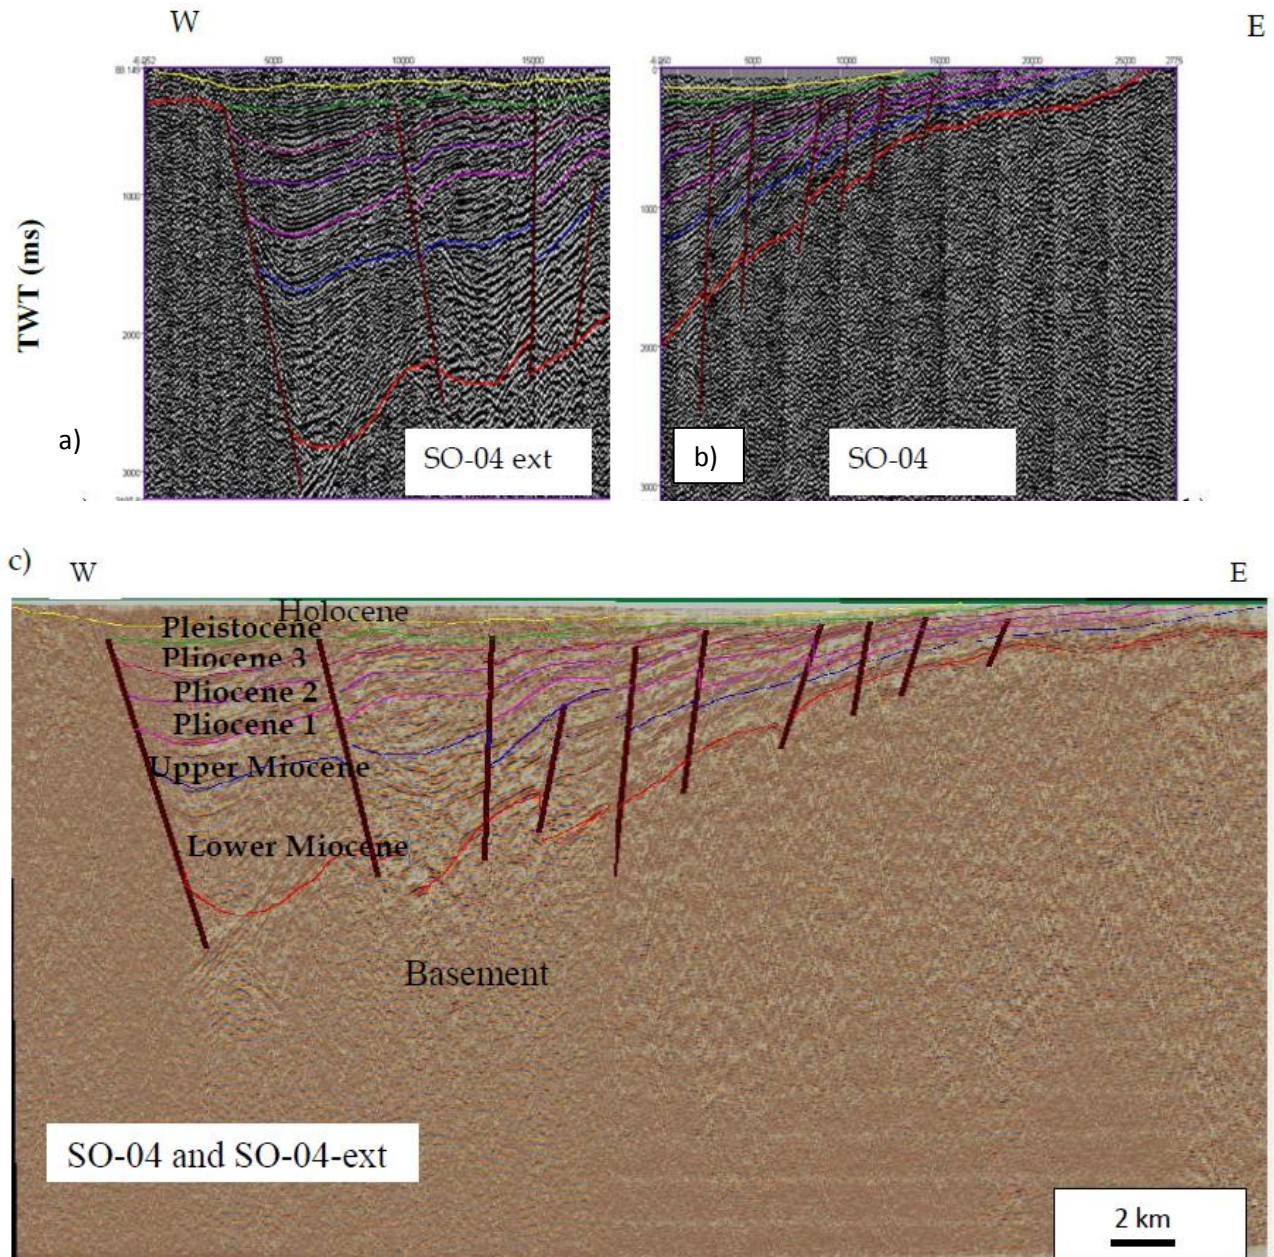 W
E
5000 10000 15000
5000 10000 15000 20000 25000 2775
0
1000
2000
3000
1000
2000
3000
TWT (ms)
a)
SO-04 ext
b)
SO-04
c)
W
E
Holocene
Pleistocene
Pliocene 3
Pliocene 2
Pliocene 1
Upper Miocene
Lower Miocene
Basement
SO-04 and SO-04-ext
2 km